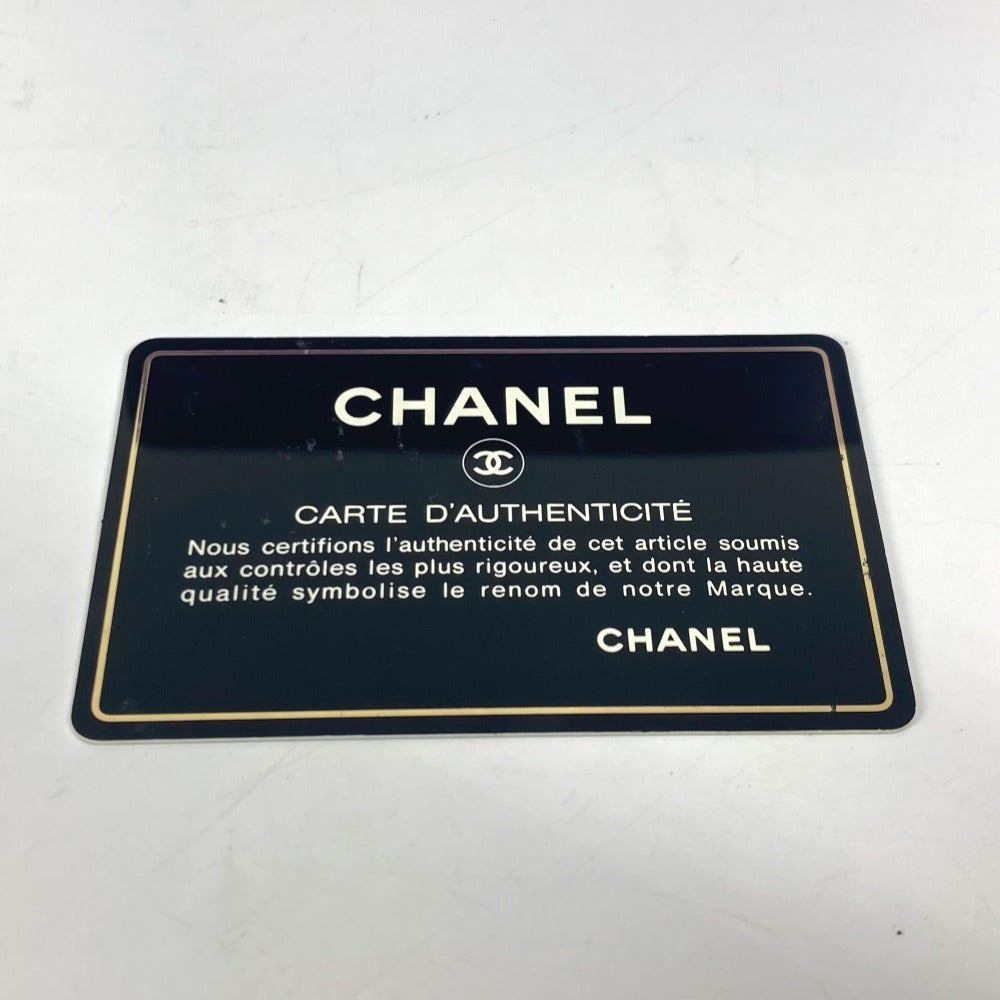 CHANEL
CARTE D'AUTHENTICITÉ
Nous certifions l'authenticité de cet article soumis
aux contrôles les plus rigoureux, et dont la haute
qualité symbolise le renom de notre Marque.
CHANEL